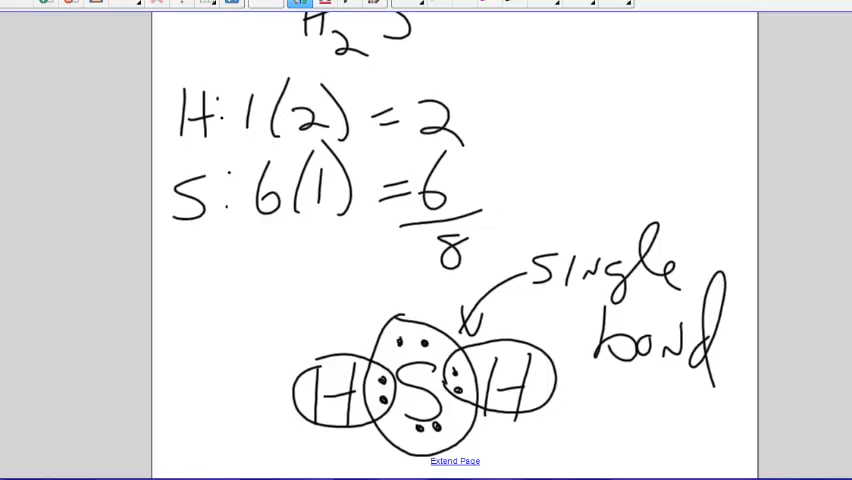 H₂S
H: 1(2) = 2
S: 6(1) = 6
8
single
bond
H S H
Extend Page